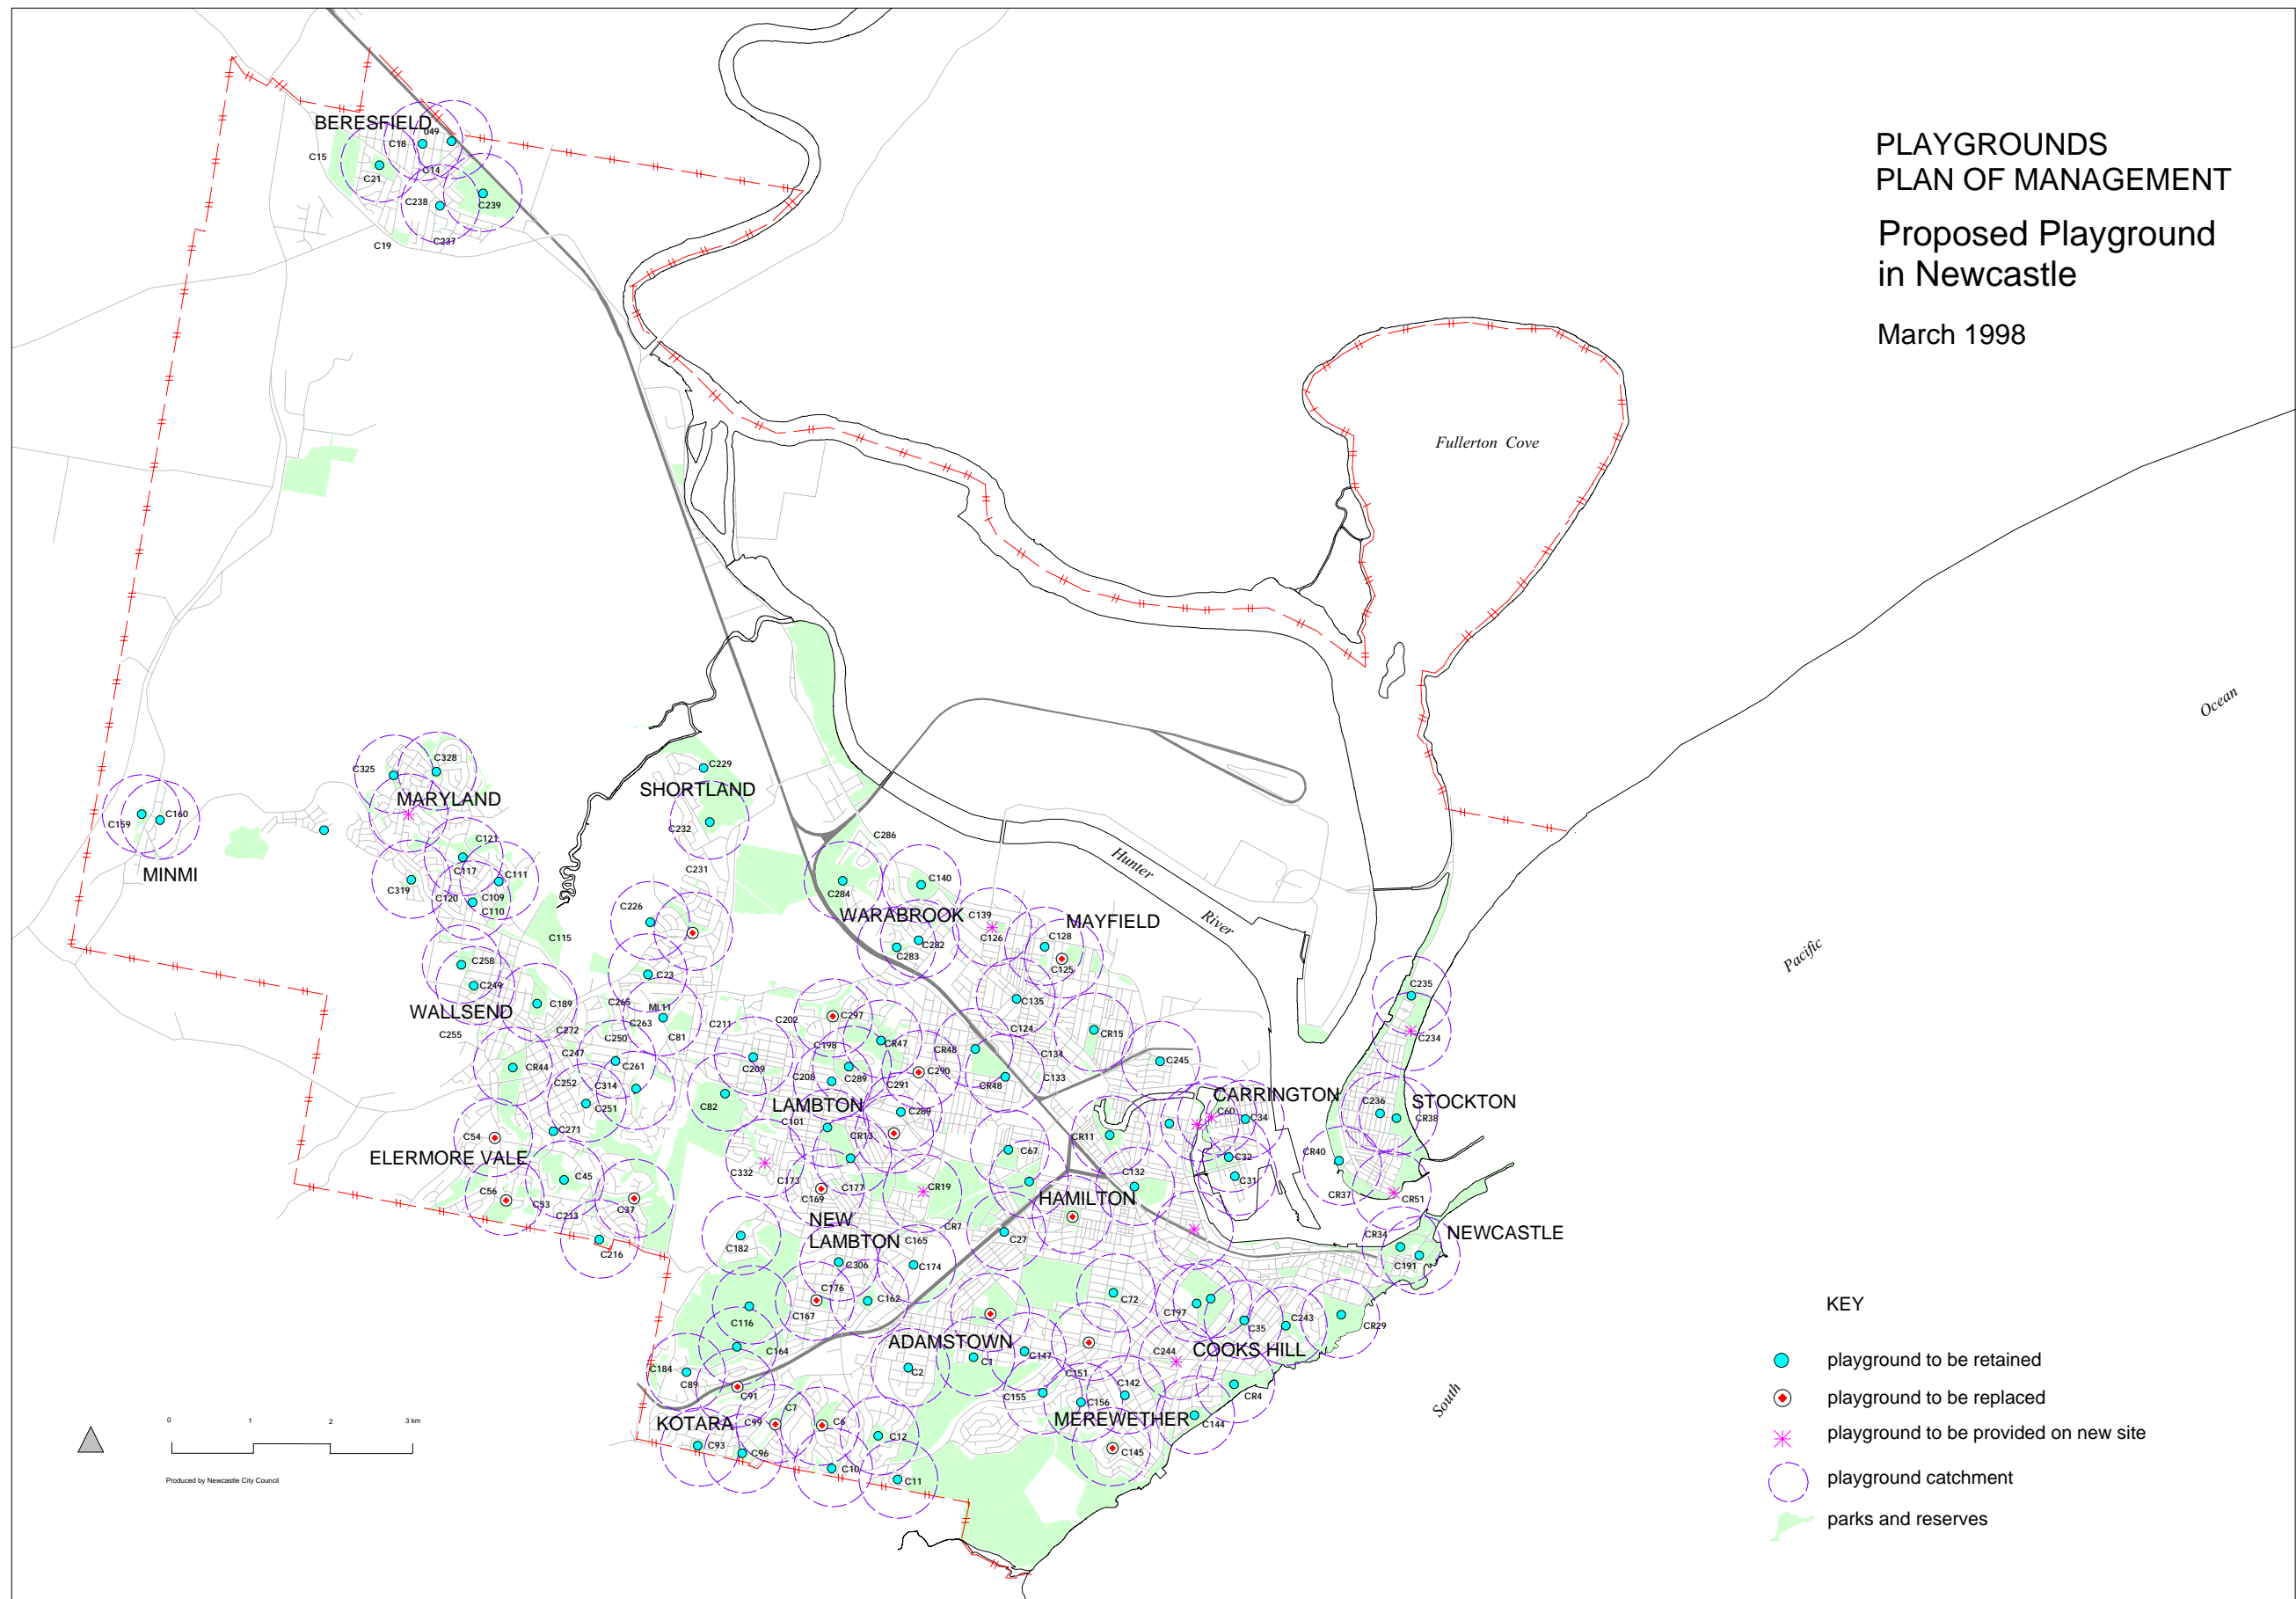 PLAYGROUNDS
PLAN OF MANAGEMENT
Proposed Playground
in Newcastle
March 1998
BERESFIELD
049
C18
C15
C14
C21
C238
C239
C237
C19
Fullerton Cove
Ocean
Pacific
South
Hunter
River
C325
C328
MARYLAND
C159
C160
MINMI
C121
C117
C111
C319
C120
C109
C110
C229
SHORTLAND
C232
C231
C286
C284
C140
WARABROOK
C139
C126
MAYFIELD
C128
C125
C282
C283
C226
C115
C258
C249
C23
C189
WALLSEND
C265
ML11
C263
C81
C255
C272
C250
C247
C261
C252
C314
C251
CR44
C211
C202
C297
C198
CR47
CR48
C209
C208
C289
C290
C291
CR48
C135
C124
CR15
C134
C133
C245
C235
C234
C82
LAMBTON
C101
CR13
C289
CARRINGTON
C60
C34
C236
STOCKTON
CR38
C54
C271
ELERMORE VALE
C45
C56
C53
C213
C37
C216
C332
C173
C169
C177
CR19
C67
CR11
C132
C32
C31
CR40
CR37
CR51
HAMILTON
NEW
LAMBTON
CR7
C27
C165
C182
C306
C174
CR34
NEWCASTLE
C191
C176
C162
C167
C116
C164
C72
C197
C35
C243
CR29
ADAMSTOWN
C1
C147
C2
C244
COOKS HILL
C184
C89
C91
C151
C142
C155
C156
CR4
C144
MEREWETHER
C145
KOTARA
C99
C7
C6
C93
C96
C12
C10
C11
0 1 2 3 km
Produced by Newcastle City Council
KEY
playground to be retained
playground to be replaced
playground to be provided on new site
playground catchment
parks and reserves